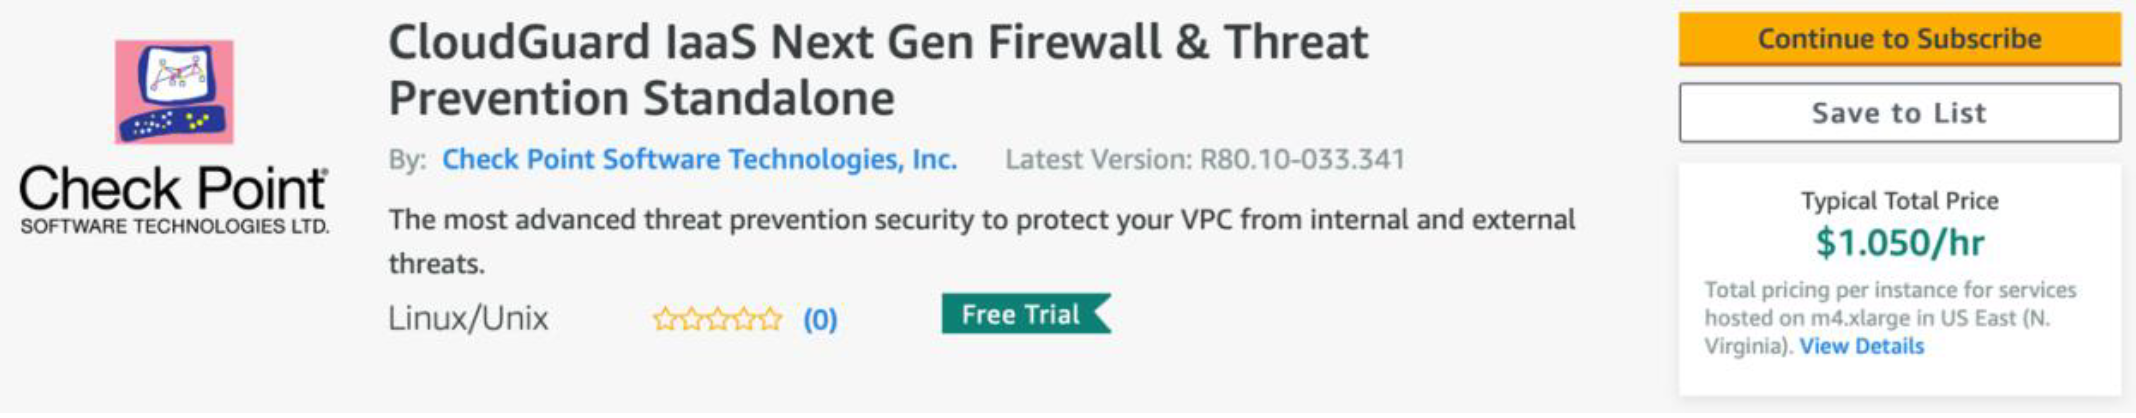 Check Point
SOFTWARE TECHNOLOGIES LTD.
CloudGuard IaaS Next Gen Firewall & Threat
Prevention Standalone
By: Check Point Software Technologies, Inc. Latest Version: R80.10-033.341
The most advanced threat prevention security to protect your VPC from internal and external
threats.
Linux/Unix (0) Free Trial
Continue to Subscribe
Save to List
Typical Total Price
$1.050/hr
Total pricing per instance for services
hosted on m4.xlarge in US East (N.
Virginia). View Details